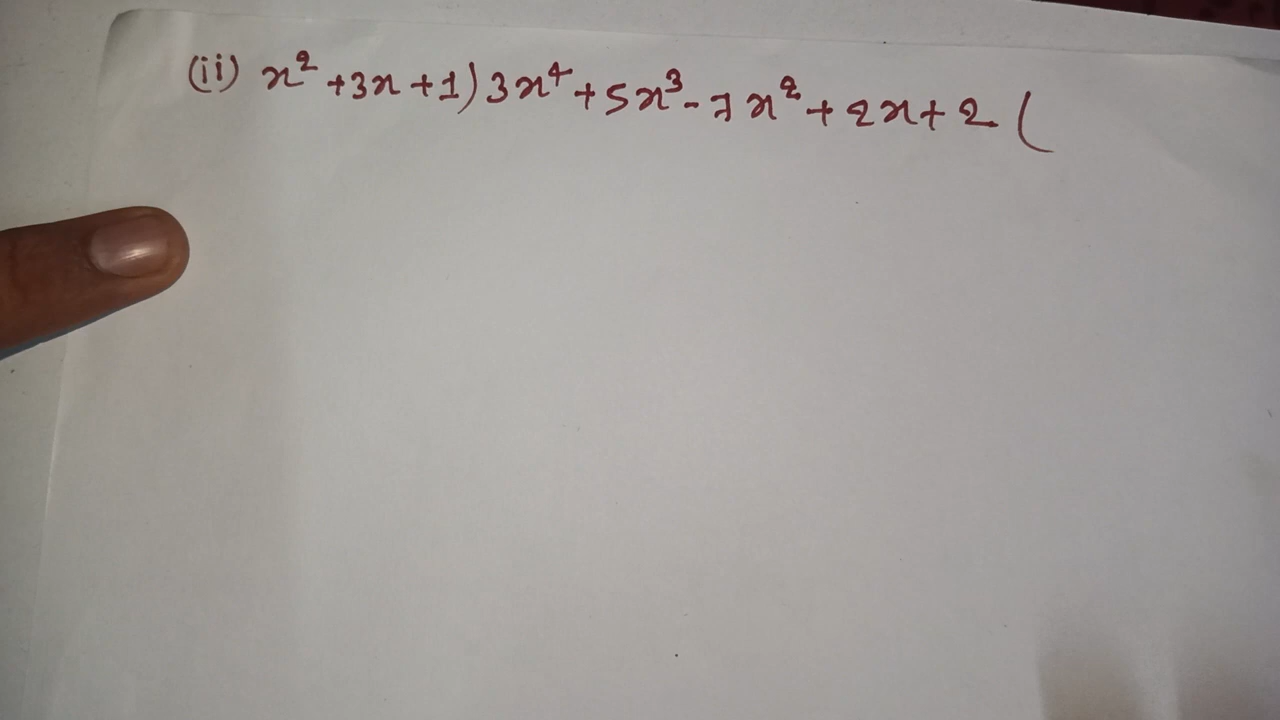 (ii) x² +3x +1) 3x⁴ + 5x³ - 7x² + 2x + 2 (